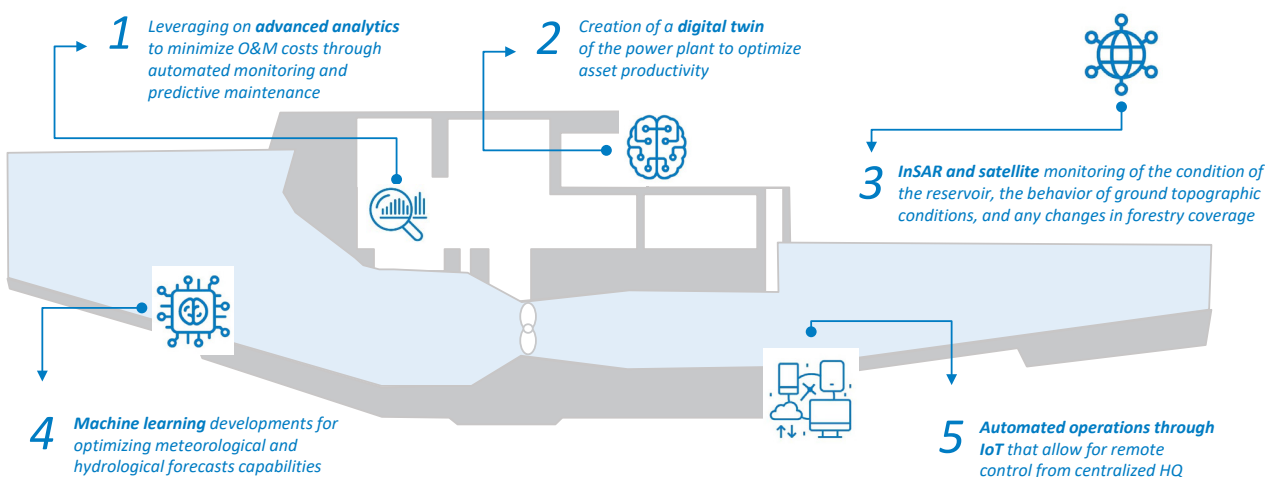 1
Leveraging on advanced analytics
to minimize O&M costs through
automated monitoring and
predictive maintenance
2
Creation of a digital twin
of the power plant to optimize
asset productivity
3
InSAR and satellite monitoring of the condition of
the reservoir, the behavior of ground topographic
conditions, and any changes in forestry coverage
4
Machine learning developments for
optimizing meteorological and
hydrological forecasts capabilities
5
Automated operations through
IoT that allow for remote
control from centralized HQ